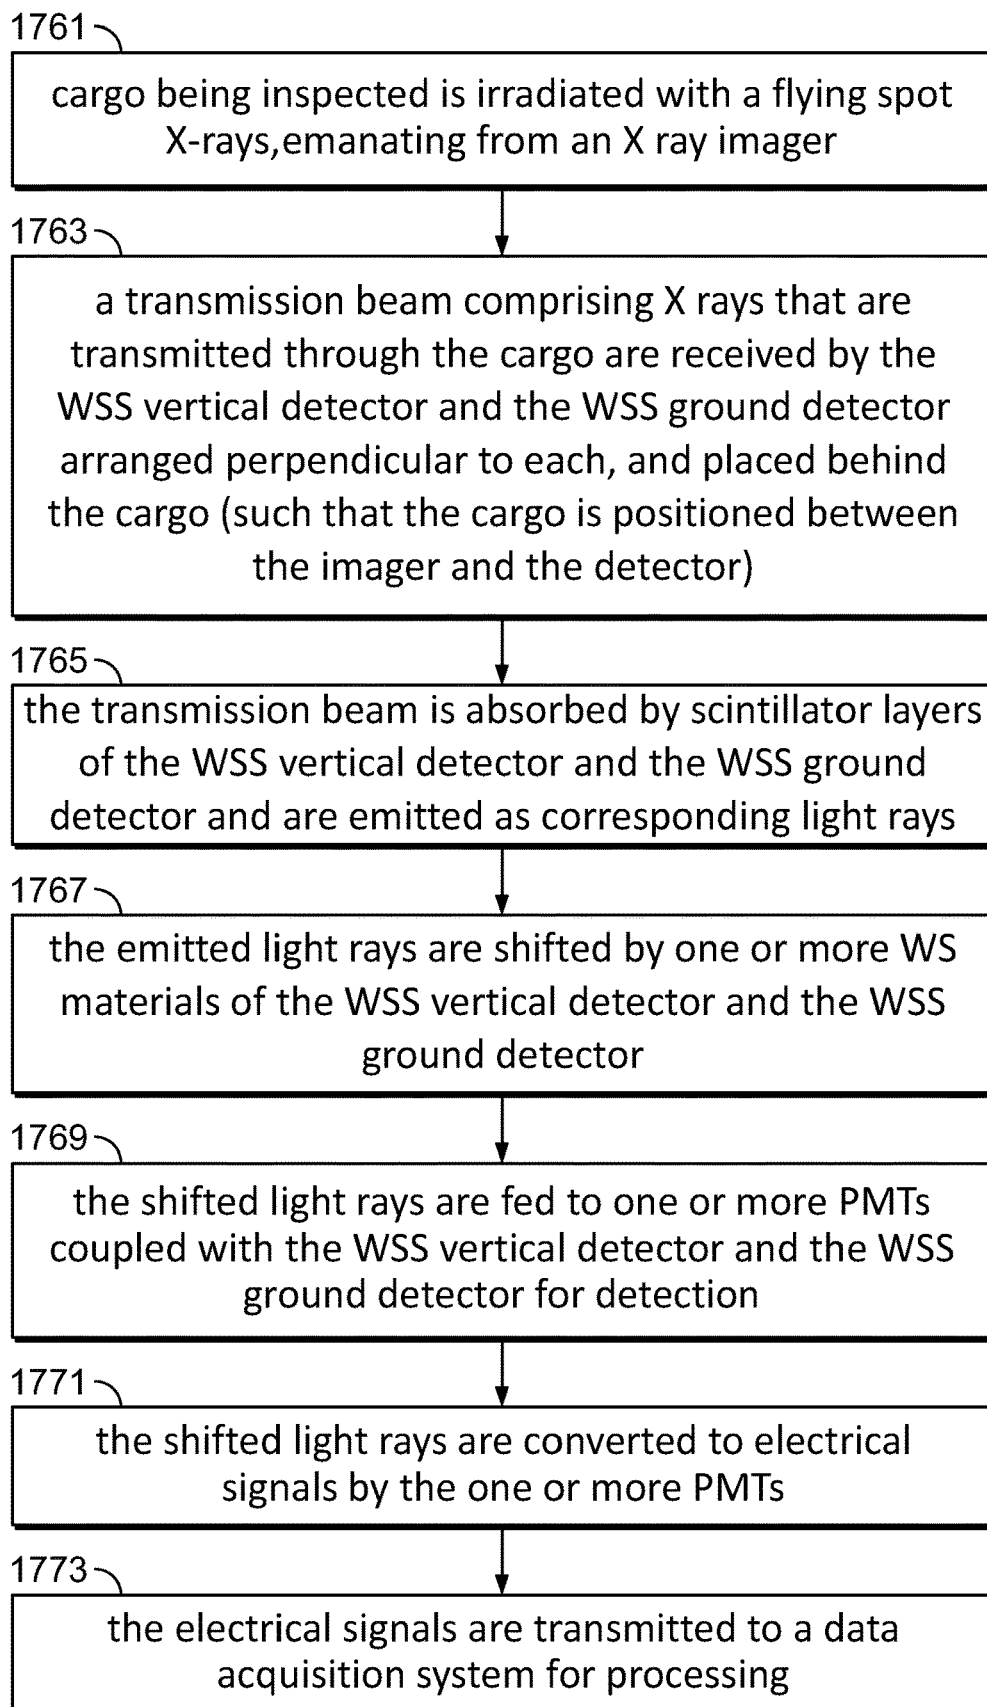 1761
cargo being inspected is irradiated with a flying spot
X-rays,emanating from an X ray imager
1763
a transmission beam comprising X rays that are
transmitted through the cargo are received by the
WSS vertical detector and the WSS ground detector
arranged perpendicular to each, and placed behind
the cargo (such that the cargo is positioned between
the imager and the detector)
1765
the transmission beam is absorbed by scintillator layers
of the WSS vertical detector and the WSS ground
detector and are emitted as corresponding light rays
1767
the emitted light rays are shifted by one or more WS
materials of the WSS vertical detector and the WSS
ground detector
1769
the shifted light rays are fed to one or more PMTs
coupled with the WSS vertical detector and the WSS
ground detector for detection
1771
the shifted light rays are converted to electrical
signals by the one or more PMTs
1773
the electrical signals are transmitted to a data
acquisition system for processing